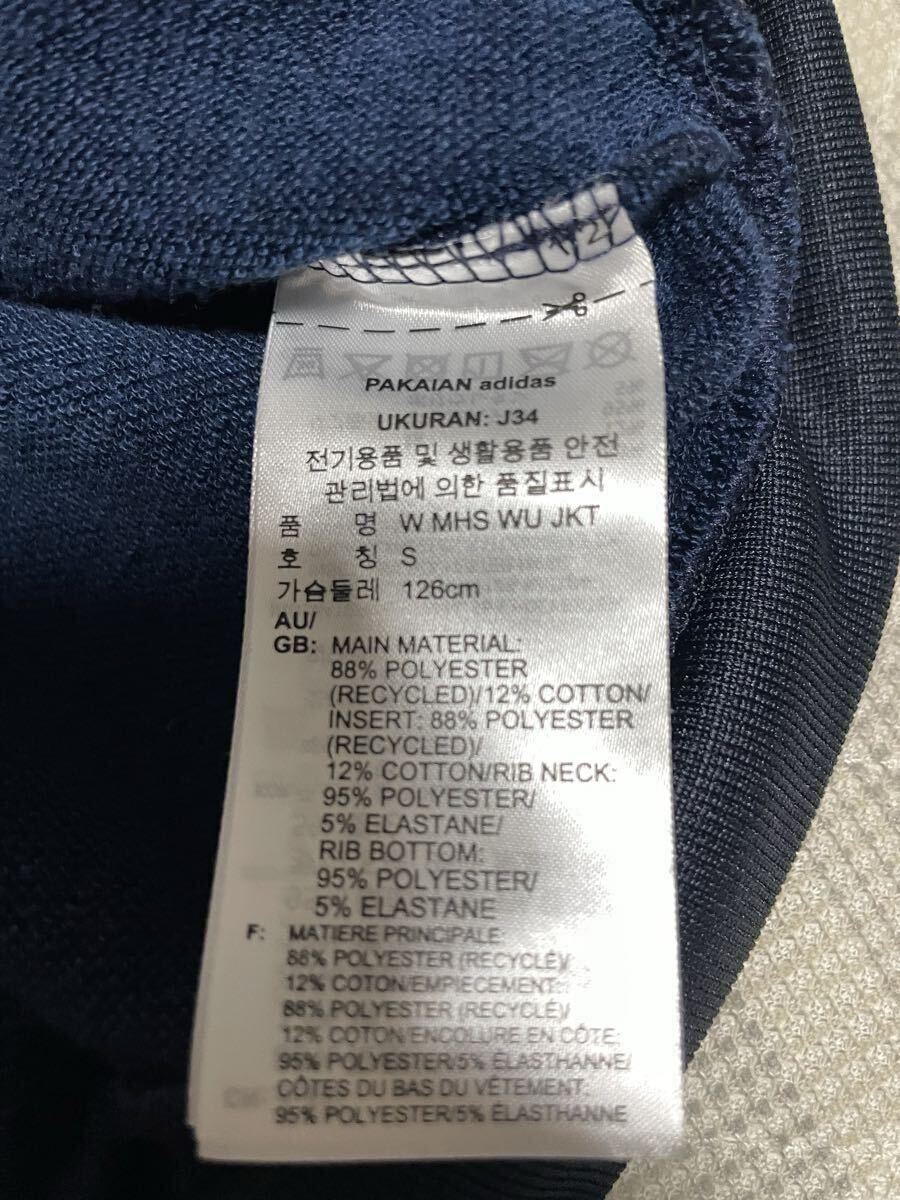 PAKAIAN adidas
UKURAN: J34
전기용품 및 생활용품 안전
관리법에 의한 품질표시
품 명 W MHS WU JKT
호 칭 S
가슴둘레 126cm
AU/
GB: MAIN MATERIAL:
88% POLYESTER
(RECYCLED)/12% COTTON/
INSERT: 88% POLYESTER
(RECYCLED)/
12% COTTON/RIB NECK:
95% POLYESTER/
5% ELASTANE/
RIB BOTTOM:
95% POLYESTER/
5% ELASTANE
F: MATIERE PRINCIPALE:
88% POLYESTER (RECYCLÉ)/
12% COTON/EMPIECEMENT:
88% POLYESTER (RECYCLÉ)/
12% COTON/ENCOLURE EN CÔTE:
95% POLYESTER/5% ÉLASTHANNE/
CÔTES DU BAS DU VÊTEMENT:
95% POLYESTER/5% ÉLASTHANNE